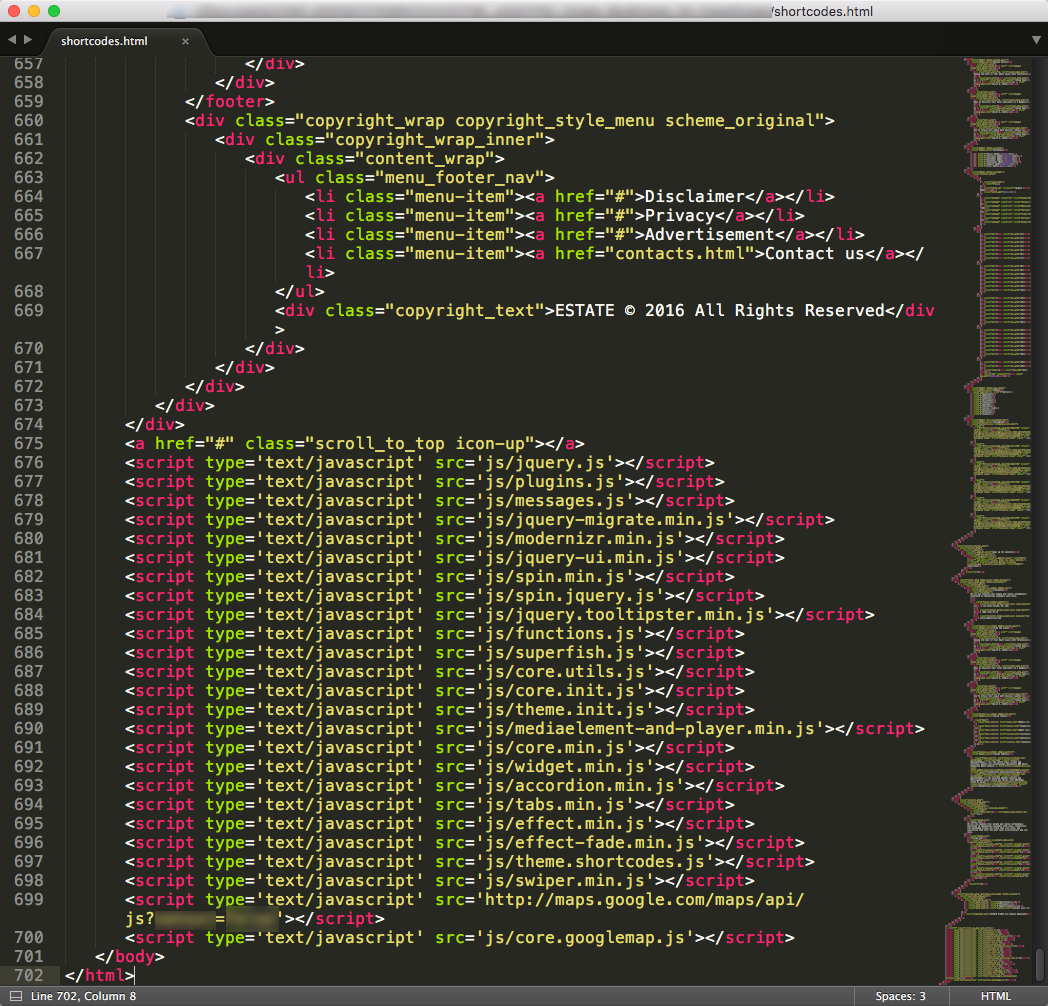 /shortcodes.html
shortcodes.html ×
657 </div>
658 </div>
659 </footer>
660 <div class="copyright_wrap copyright_style_menu scheme_original">
661 <div class="copyright_wrap_inner">
662 <div class="content_wrap">
663 <ul class="menu_footer_nav">
664 <li class="menu-item"><a href="#">Disclaimer</a></li>
665 <li class="menu-item"><a href="#">Privacy</a></li>
666 <li class="menu-item"><a href="#">Advertisement</a></li>
667 <li class="menu-item"><a href="contacts.html">Contact us</a></
li>
668 </ul>
669 <div class="copyright_text">ESTATE © 2016 All Rights Reserved</div
>
670 </div>
671 </div>
672 </div>
673 </div>
674 </div>
675 <a href="#" class="scroll_to_top icon-up"></a>
676 <script type='text/javascript' src='js/jquery.js'></script>
677 <script type='text/javascript' src='js/plugins.js'></script>
678 <script type='text/javascript' src='js/messages.js'></script>
679 <script type='text/javascript' src='js/jquery-migrate.min.js'></script>
680 <script type='text/javascript' src='js/modernizr.min.js'></script>
681 <script type='text/javascript' src='js/jquery-ui.min.js'></script>
682 <script type='text/javascript' src='js/spin.min.js'></script>
683 <script type='text/javascript' src='js/spin.jquery.js'></script>
684 <script type='text/javascript' src='js/jquery.tooltipster.min.js'></script>
685 <script type='text/javascript' src='js/functions.js'></script>
686 <script type='text/javascript' src='js/superfish.js'></script>
687 <script type='text/javascript' src='js/core.utils.js'></script>
688 <script type='text/javascript' src='js/core.init.js'></script>
689 <script type='text/javascript' src='js/theme.init.js'></script>
690 <script type='text/javascript' src='js/mediaelement-and-player.min.js'></script>
691 <script type='text/javascript' src='js/core.min.js'></script>
692 <script type='text/javascript' src='js/widget.min.js'></script>
693 <script type='text/javascript' src='js/accordion.min.js'></script>
694 <script type='text/javascript' src='js/tabs.min.js'></script>
695 <script type='text/javascript' src='js/effect.min.js'></script>
696 <script type='text/javascript' src='js/effect-fade.min.js'></script>
697 <script type='text/javascript' src='js/theme.shortcodes.js'></script>
698 <script type='text/javascript' src='js/swiper.min.js'></script>
699 <script type='text/javascript' src='http://maps.google.com/maps/api/
js?='></script>
700 <script type='text/javascript' src='js/core.googlemap.js'></script>
701 </body>
702 </html>
Line 702, Column 8 Spaces: 3 HTML